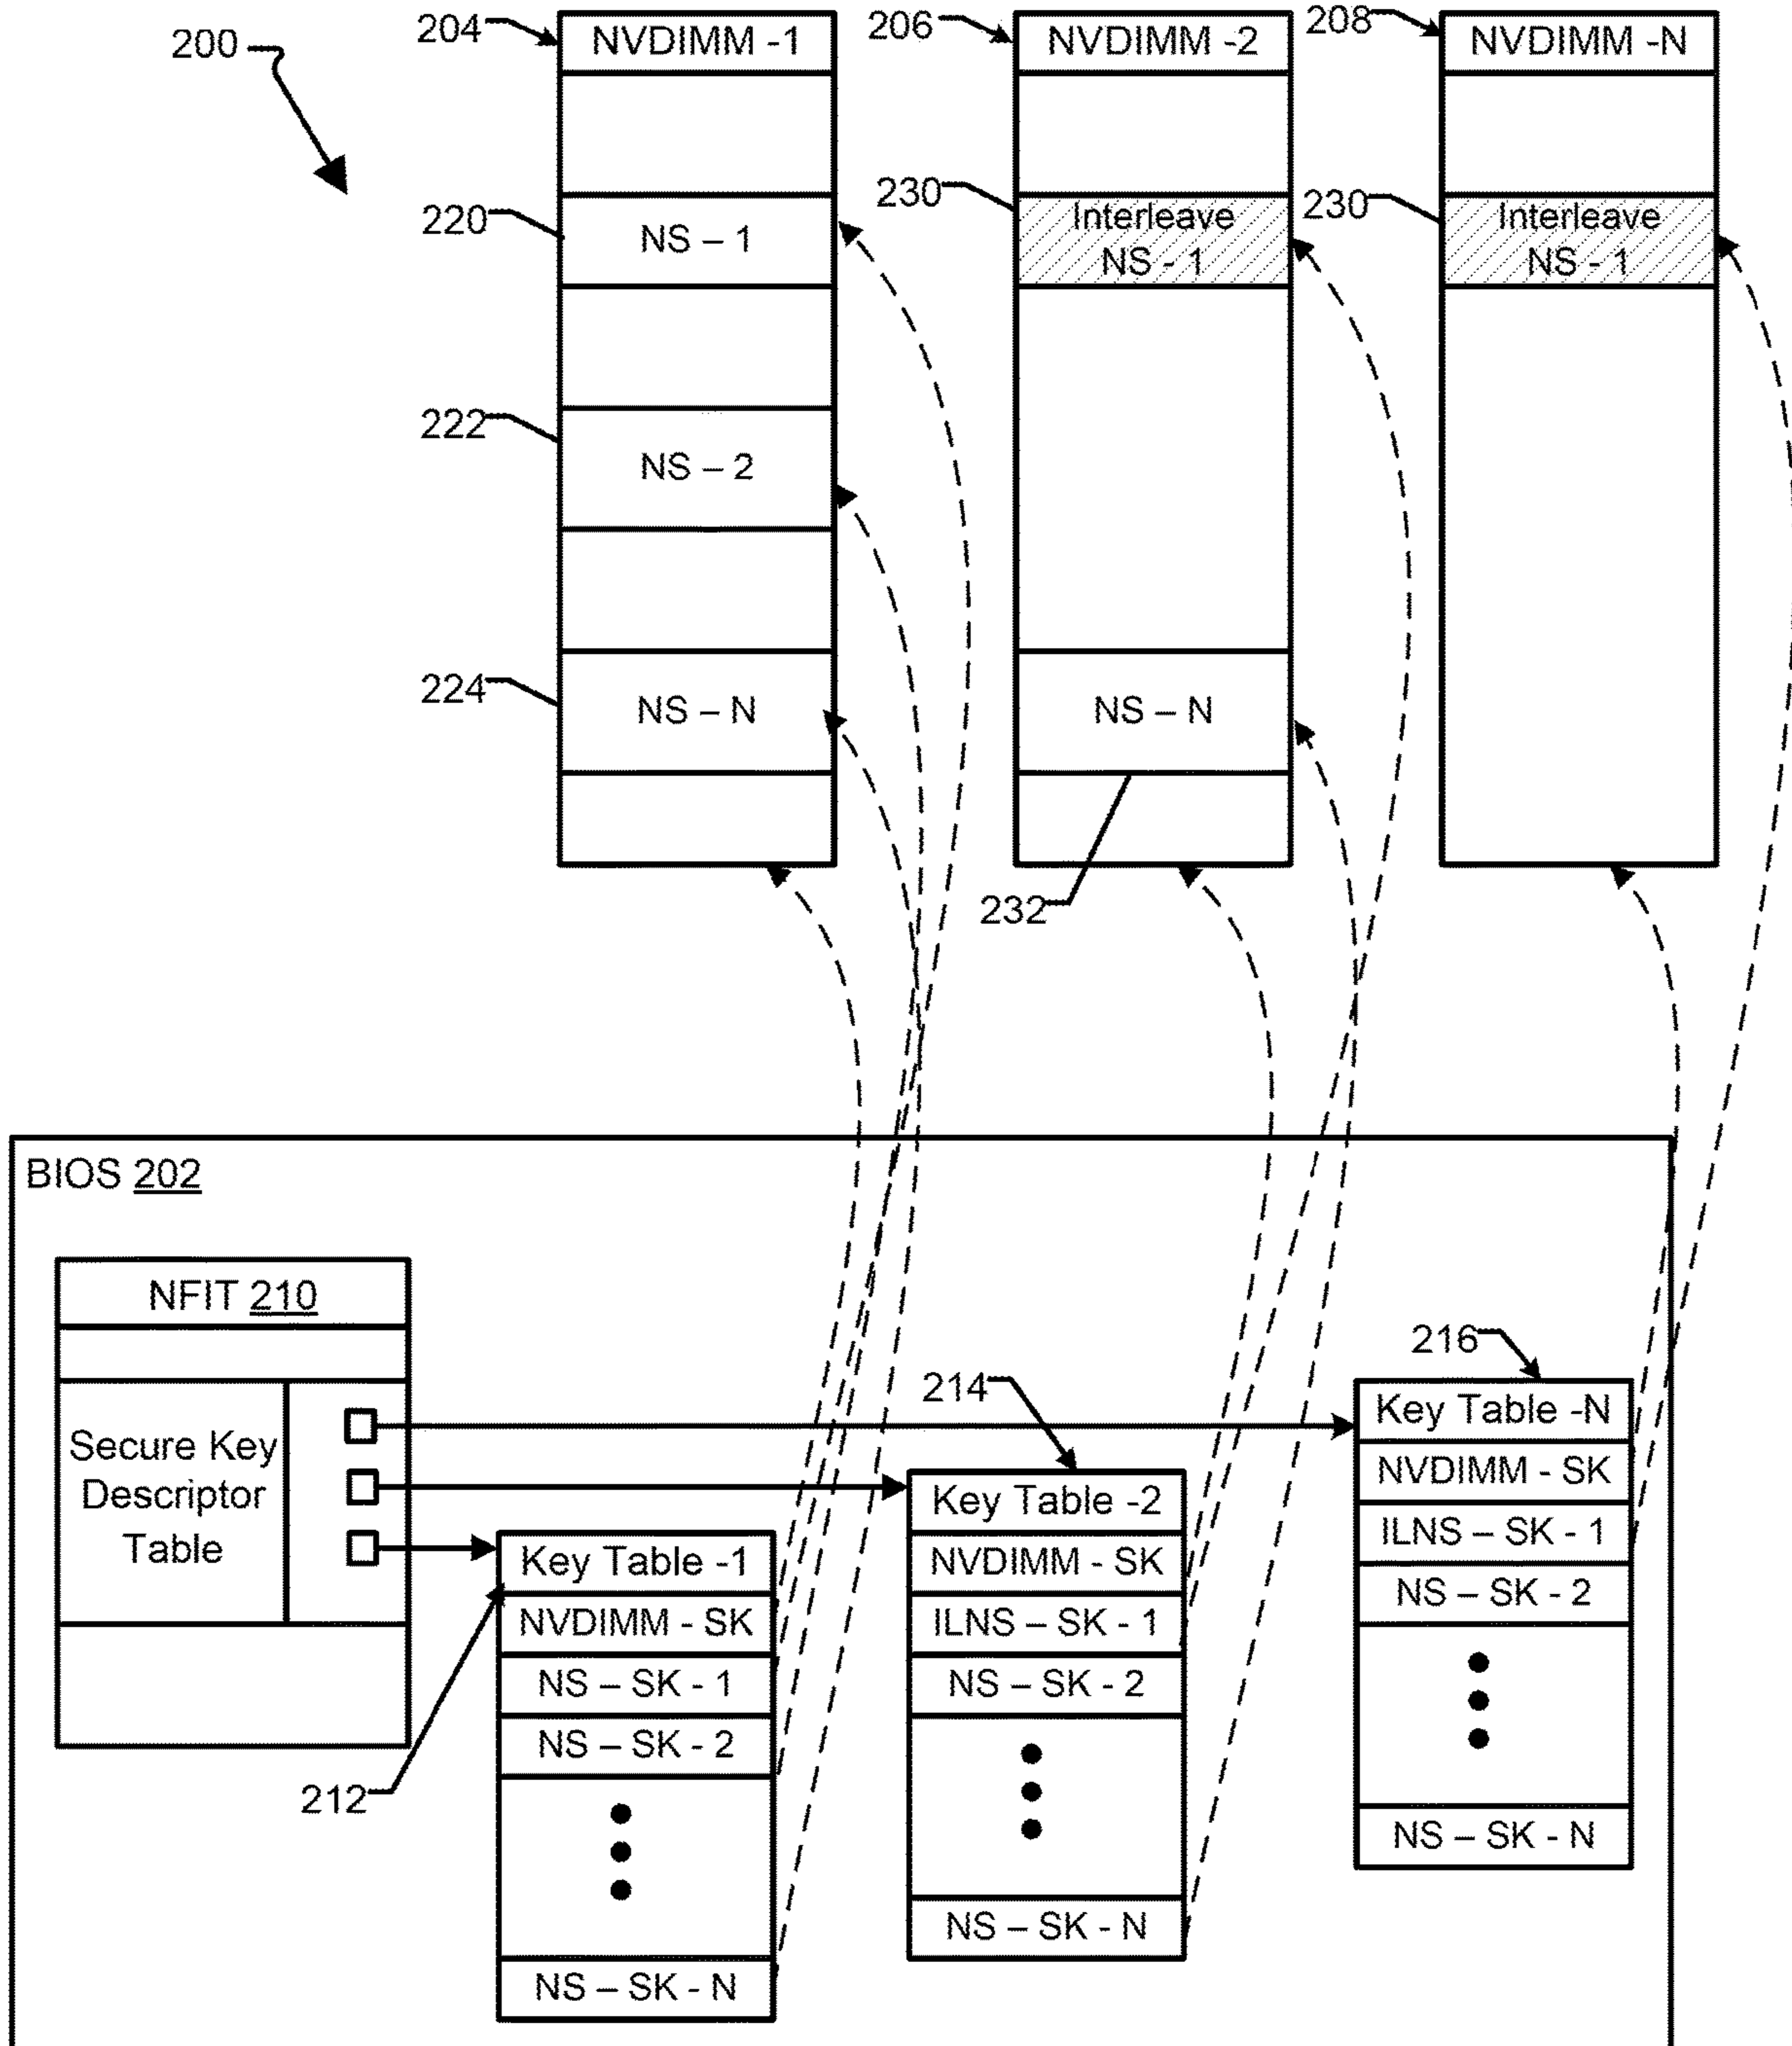 200
204
NVDIMM -1
206
NVDIMM -2
208
NVDIMM -N
220
NS – 1
230
Interleave
NS - 1
230
Interleave
NS - 1
222
NS – 2
224
NS – N
NS – N
232
BIOS 202
NFIT 210
Secure Key
Descriptor
Table
212
Key Table -1
NVDIMM - SK
NS – SK - 1
NS – SK - 2
NS – SK - N
214
Key Table -2
NVDIMM - SK
ILNS – SK - 1
NS – SK - 2
NS – SK - N
216
Key Table -N
NVDIMM - SK
ILNS – SK - 1
NS – SK - 2
NS – SK - N